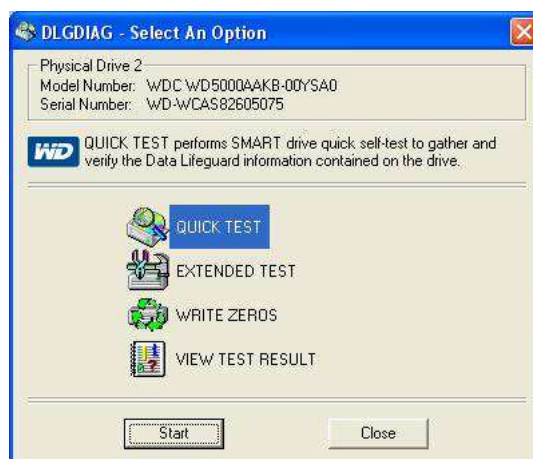 DLGDIAG - Select An Option
Physical Drive 2
Model Number: WDC WD5000AAKB-00YSA0
Serial Number: WD-WCAS82605075
WD
QUICK TEST performs SMART drive quick self-test to gather and
verify the Data Lifeguard information contained on the drive.
QUICK TEST
EXTENDED TEST
WRITE ZEROS
VIEW TEST RESULT
Start
Close